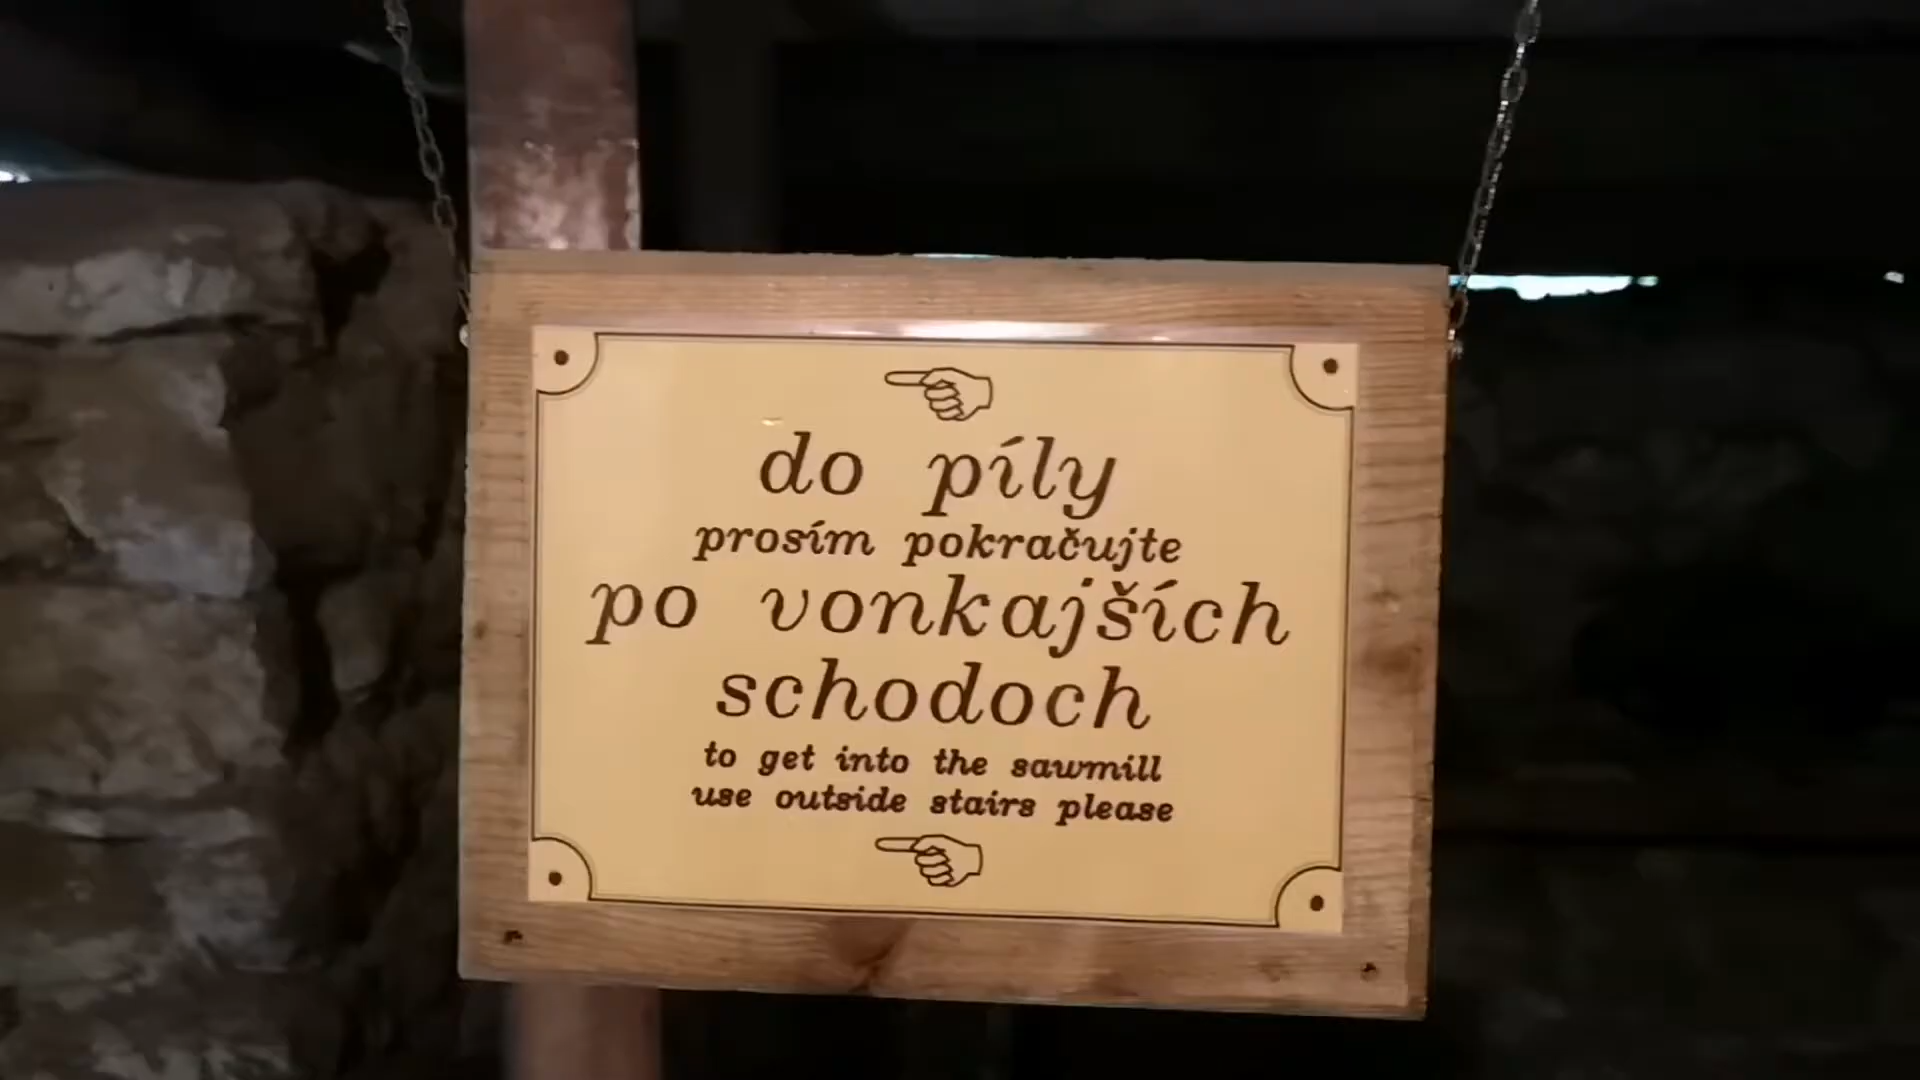 do píly
prosím pokračujte
po vonkajších
schodoch
to get into the sawmill
use outside stairs please